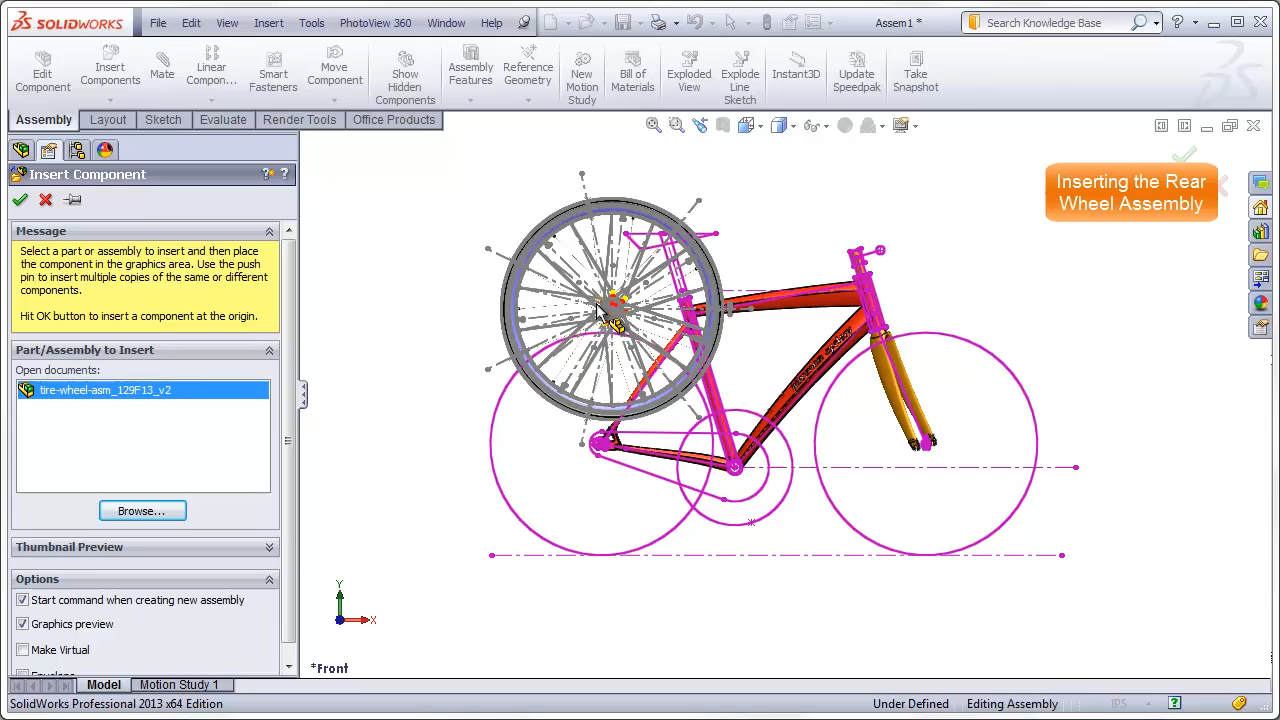 SOLIDWORKS
File Edit View Insert Tools PhotoView 360 Window Help
Assem1 *
Search Knowledge Base
Edit
Component
Insert
Components
Mate
Linear
Compon...
Smart
Fasteners
Move
Component
Show
Hidden
Components
Assembly
Features
Reference
Geometry
New
Motion
Study
Bill of
Materials
Exploded
View
Explode
Line
Sketch
Instant3D
Update
Speedpak
Take
Snapshot
Assembly Layout Sketch Evaluate Render Tools Office Products
Insert Component
Message
Select a part or assembly to insert and then place
the component in the graphics area. Use the push
pin to insert multiple copies of the same or different
components.
Hit OK button to insert a component at the origin.
Part/Assembly to Insert
Open documents:
tire-wheel-asm_129F13_v2
Browse...
Thumbnail Preview
Options
Start command when creating new assembly
Graphics preview
Make Virtual
Inserting the Rear
Wheel Assembly
Y
X
*Front
Model Motion Study 1
SolidWorks Professional 2013 x64 Edition
Under Defined Editing Assembly IPS